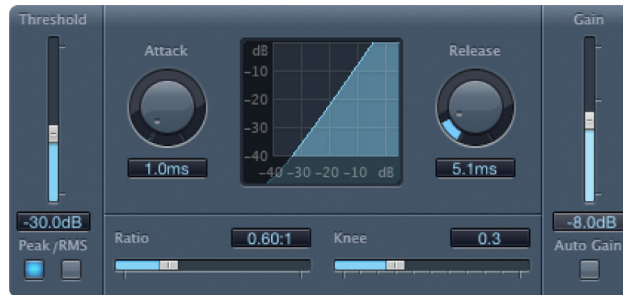 Threshold
Gain
Attack
Release
dB
-10
-20
-30
-40
-40 -30 -20 -10 dB
1.0ms
5.1ms
-30.0dB
-8.0dB
Peak/RMS
Ratio
0.60:1
Knee
0.3
Auto Gain